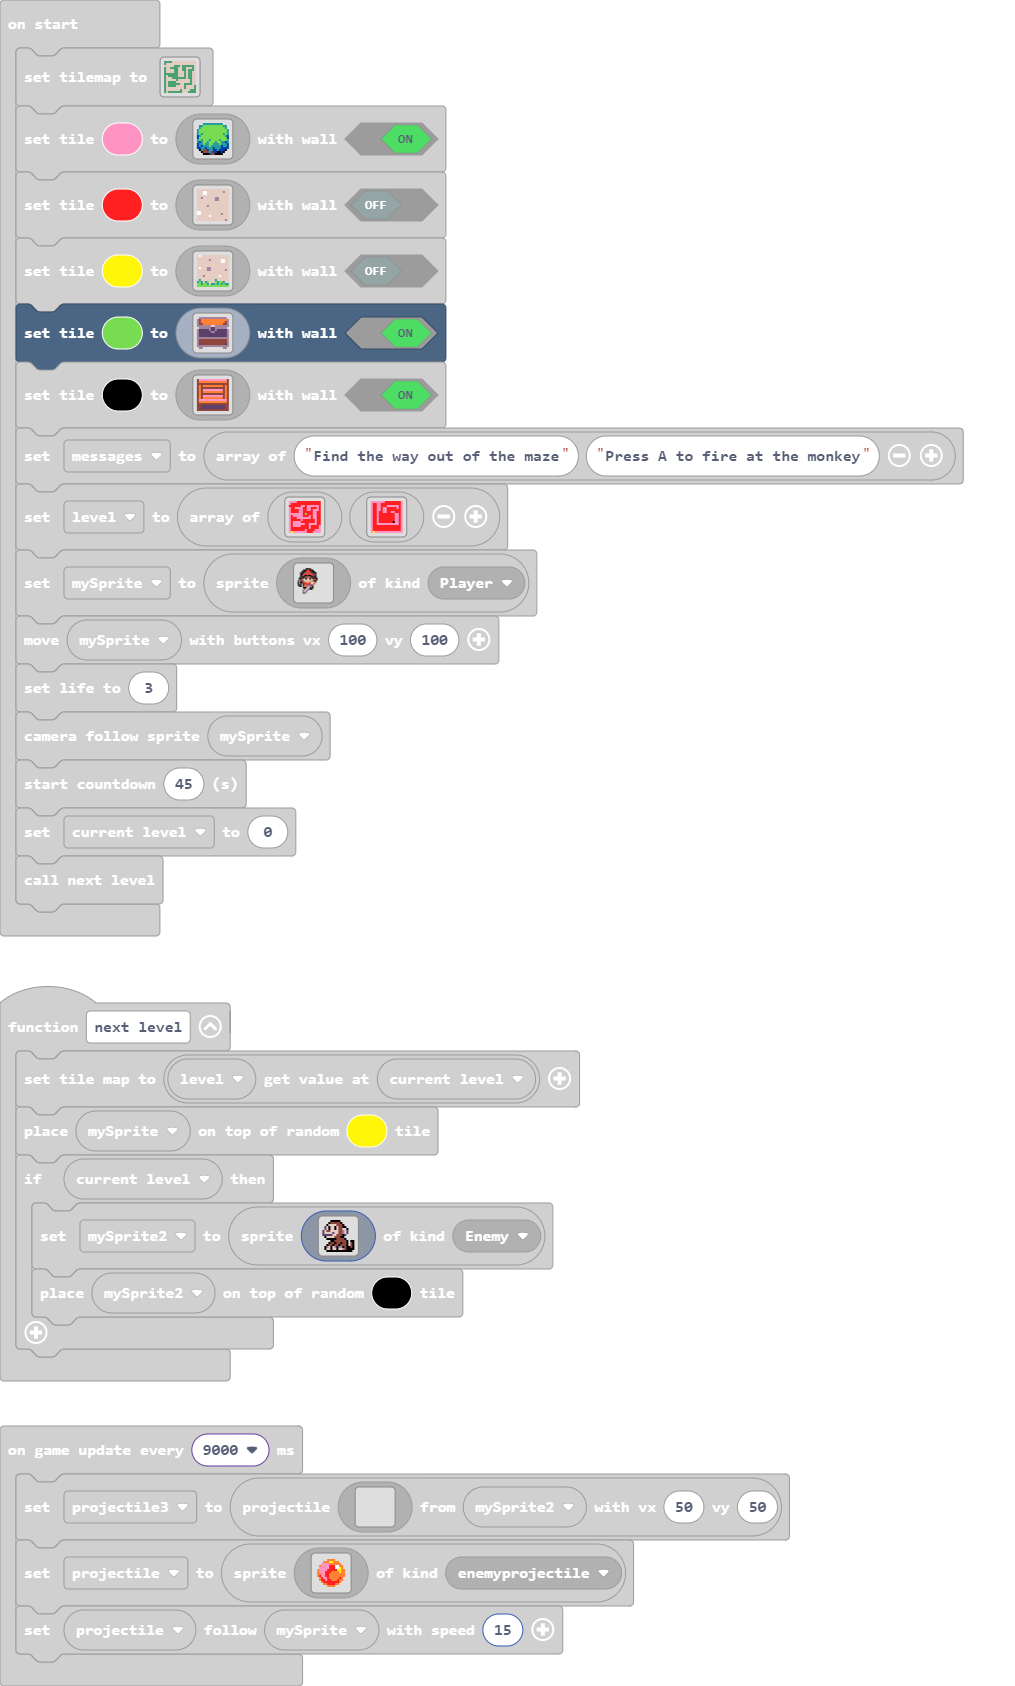 on start
set tilemap to
set tile to with wall ON
set tile to with wall OFF
set tile to with wall OFF
set tile to with wall ON
set tile to with wall ON
set messages to array of "Find the way out of the maze" "Press A to fire at the monkey"
set level to array of
set mySprite to sprite of kind Player
move mySprite with buttons vx 100 vy 100
set life to 3
camera follow sprite mySprite
start countdown 45 (s)
set current level to 0
call next level
function next level
set tile map to level get value at current level
place mySprite on top of random tile
if current level then
set mySprite2 to sprite of kind Enemy
place mySprite2 on top of random tile
on game update every 9000 ms
set projectile3 to projectile from mySprite2 with vx 50 vy 50
set projectile to sprite of kind enemyprojectile
set projectile follow mySprite with speed 15